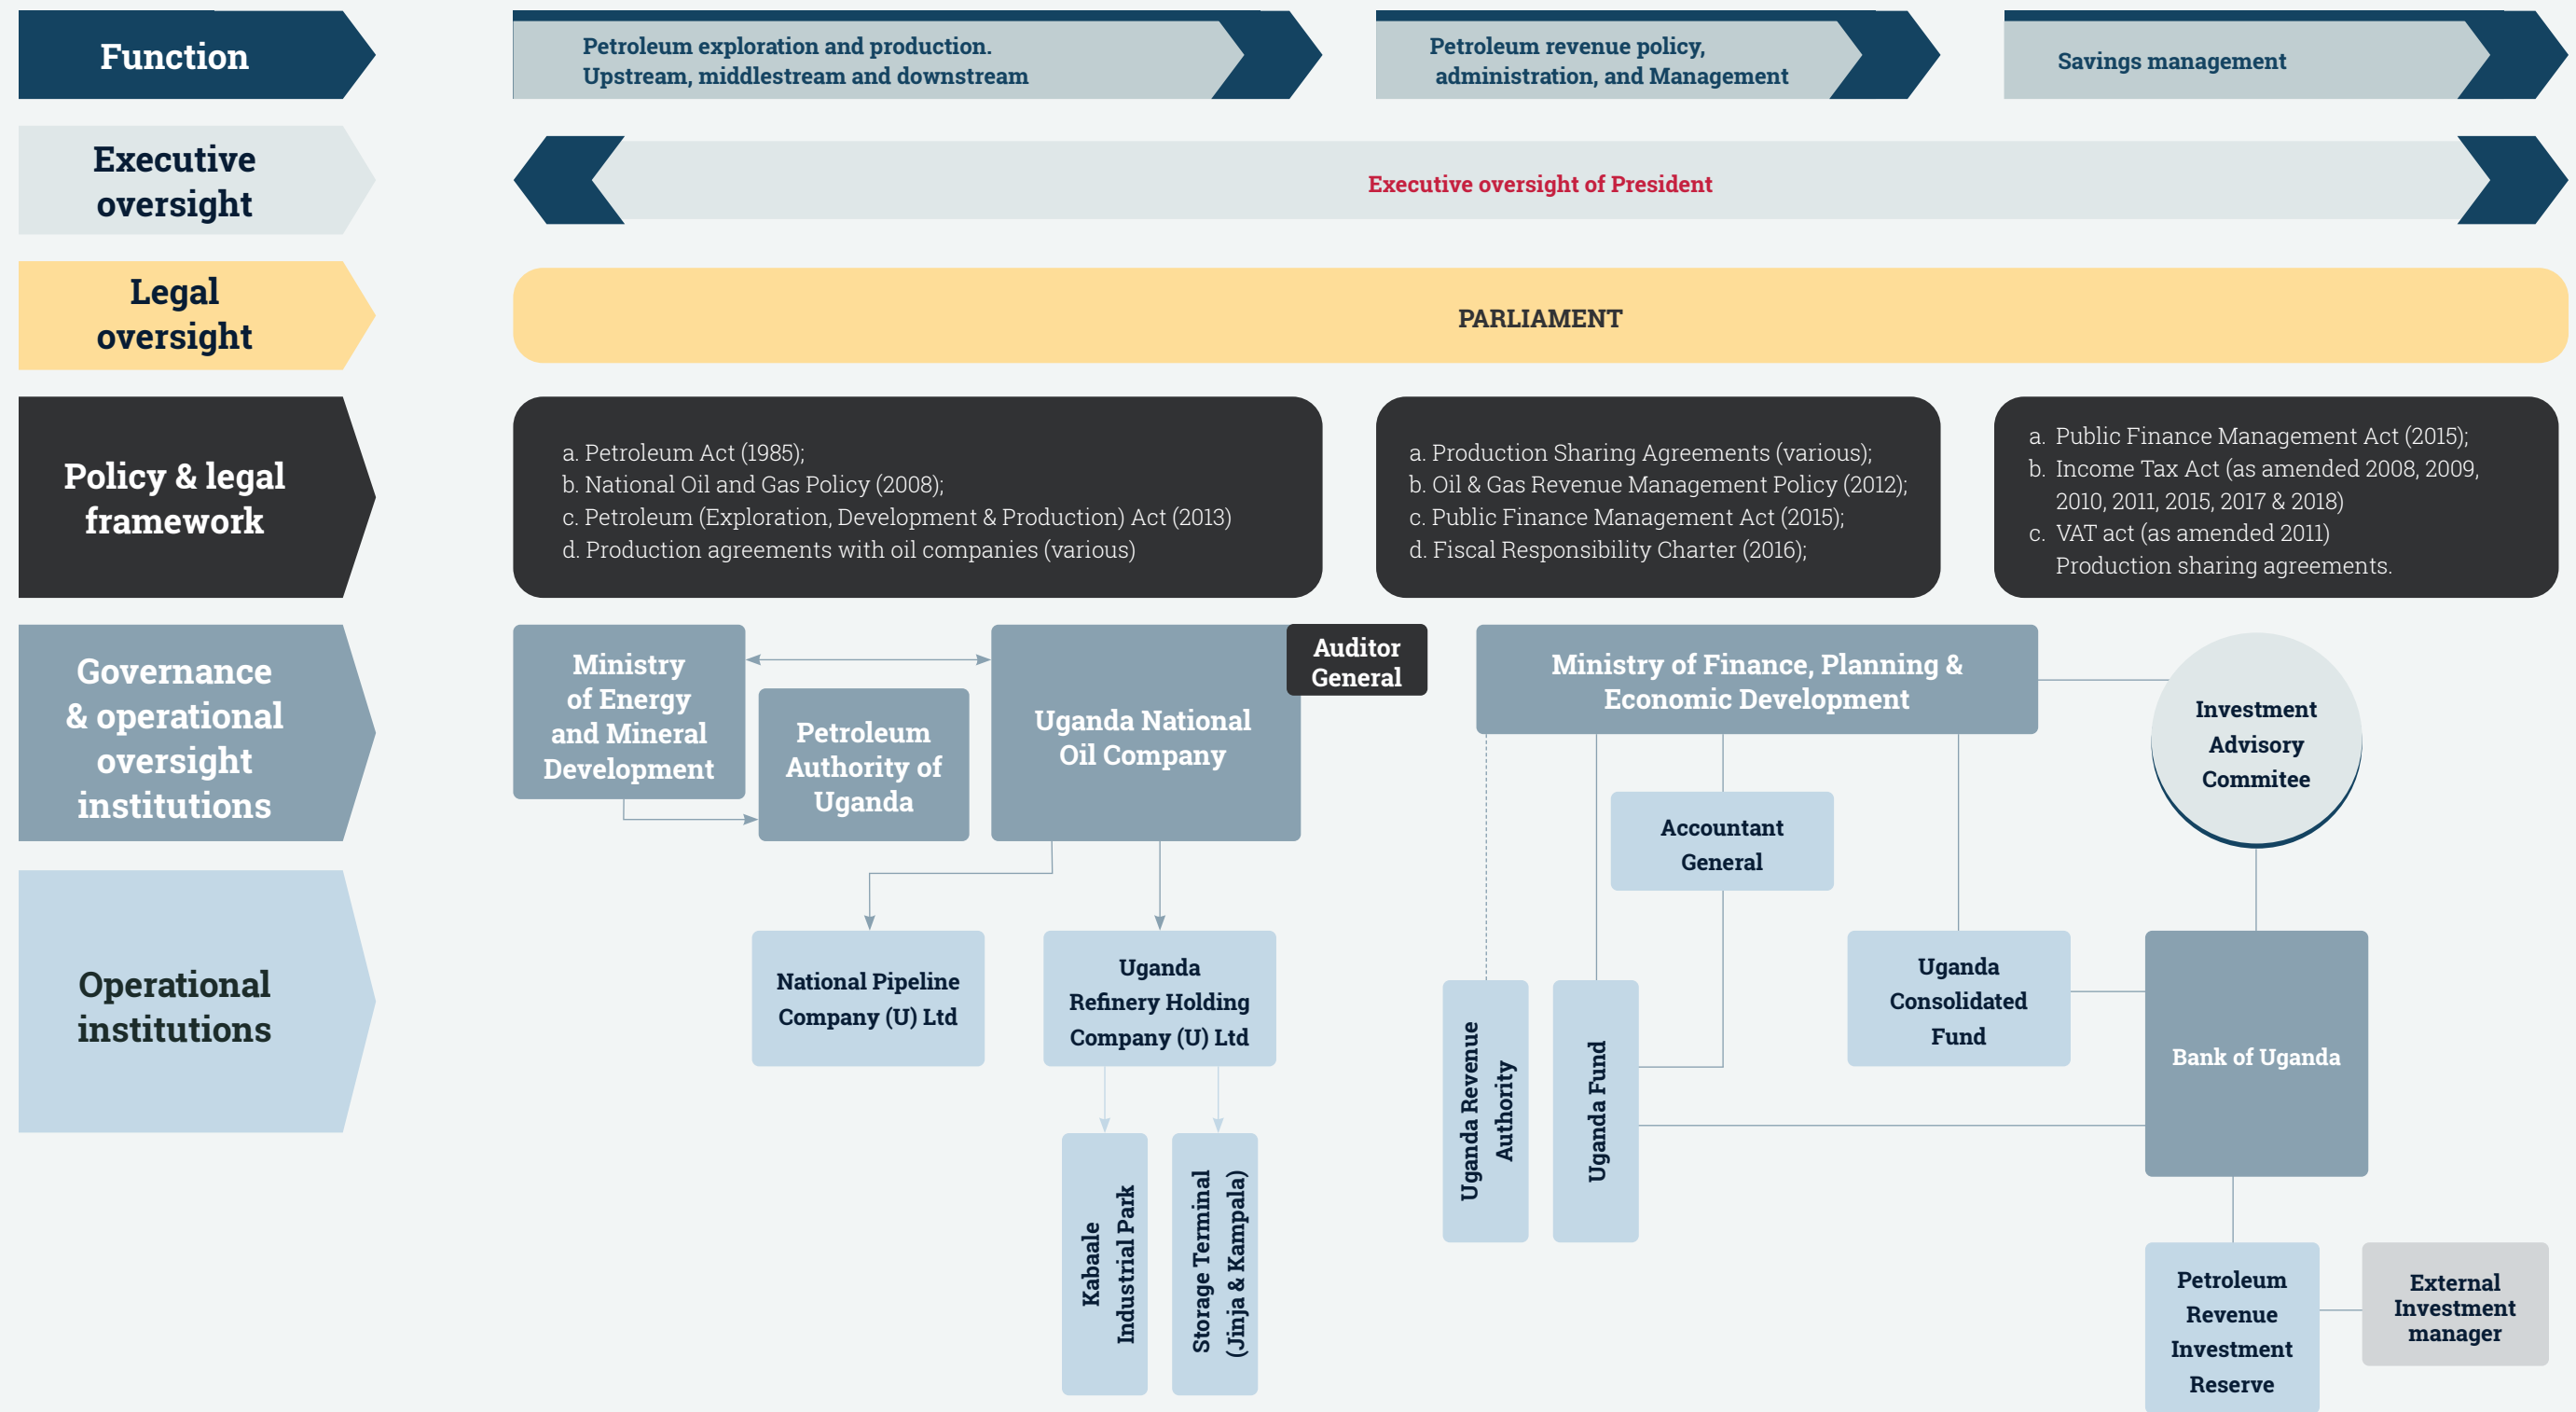 Function
Petroleum exploration and production.
Upstream, middlestream and downstream
Petroleum revenue policy,
administration, and Management
Savings management
Executive
oversight
Executive oversight of President
Legal
oversight
PARLIAMENT
Policy & legal
framework
a. Petroleum Act (1985);
b. National Oil and Gas Policy (2008);
c. Petroleum (Exploration, Development & Production) Act (2013)
d. Production agreements with oil companies (various)
a. Production Sharing Agreements (various);
b. Oil & Gas Revenue Management Policy (2012);
c. Public Finance Management Act (2015);
d. Fiscal Responsibility Charter (2016);
a. Public Finance Management Act (2015);
b. Income Tax Act (as amended 2008, 2009,
2010, 2011, 2015, 2017 & 2018)
c. VAT act (as amended 2011)
Production sharing agreements.
Governance
& operational
oversight
institutions
Ministry
of Energy
and Mineral
Development
Petroleum
Authority of
Uganda
Uganda National
Oil Company
Auditor
General
Ministry of Finance, Planning &
Economic Development
Investment
Advisory
Commitee
Accountant
General
Operational
institutions
National Pipeline
Company (U) Ltd
Uganda
Refinery Holding
Company (U) Ltd
Kabaale
Industrial Park
Storage Terminal
(Jinja & Kampala)
Uganda Revenue
Authority
Uganda Fund
Uganda
Consolidated
Fund
Bank of Uganda
Petroleum
Revenue
Investment
Reserve
External
Investment
manager